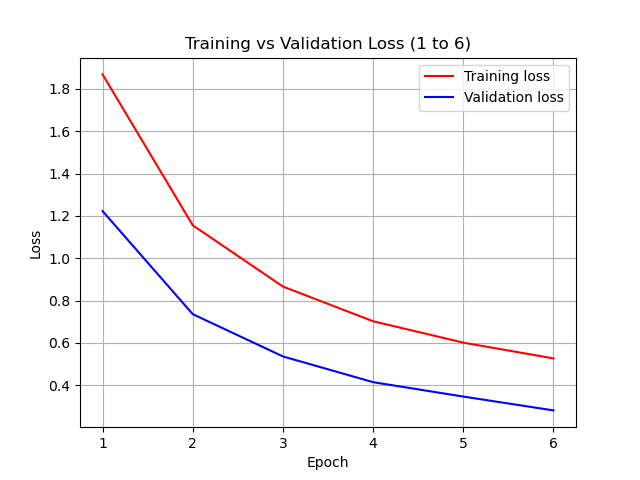 Training vs Validation Loss (1 to 6)
Training loss
Validation loss
Loss
1.8
1.6
1.4
1.2
1.0
0.8
0.6
0.4
1 2 3 4 5 6
Epoch